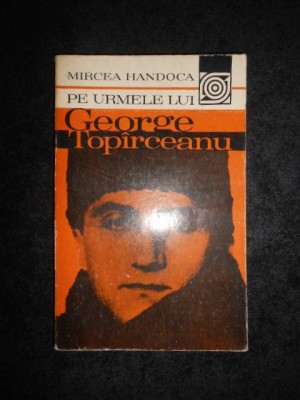 MIRCEA HANDOCA
PE URMELE LUI
George
Topîrceanu